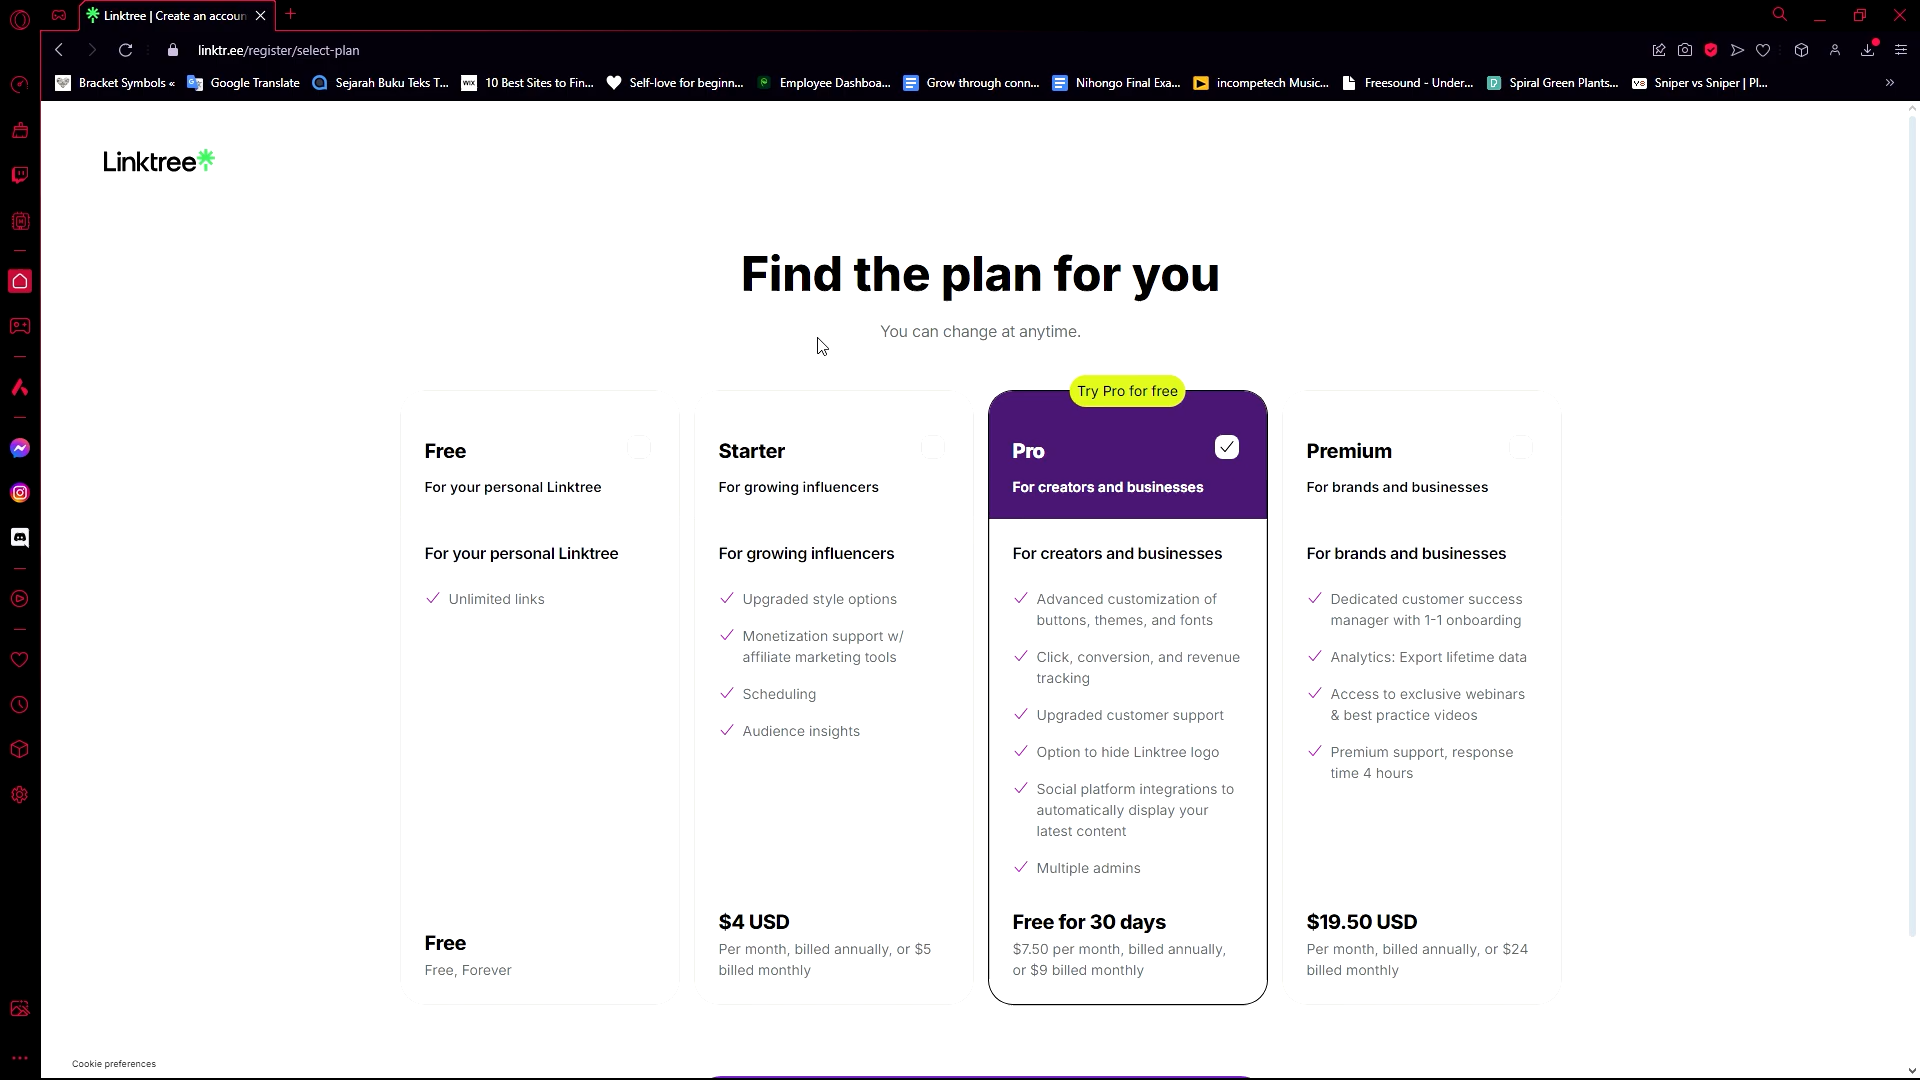 Linktree | Create an accoun
linktr.ee/register/select-plan
Bracket Symbols «
Google Translate
Sejarah Buku Teks T...
10 Best Sites to Fin...
Self-love for beginn...
Employee Dashboa...
Grow through conn...
Nihongo Final Exa...
incompetech Music...
Freesound - Under...
Spiral Green Plants...
Sniper vs Sniper | Pl...
Linktree
Find the plan for you
You can change at anytime.
Free
For your personal Linktree
For your personal Linktree
Unlimited links
Free
Free, Forever
Starter
For growing influencers
For growing influencers
Upgraded style options
Monetization support w/
affiliate marketing tools
Scheduling
Audience insights
$4 USD
Per month, billed annually, or $5
billed monthly
Try Pro for free
Pro
For creators and businesses
For creators and businesses
Advanced customization of
buttons, themes, and fonts
Click, conversion, and revenue
tracking
Upgraded customer support
Option to hide Linktree logo
Social platform integrations to
automatically display your
latest content
Multiple admins
Free for 30 days
$7.50 per month, billed annually,
or $9 billed monthly
Premium
For brands and businesses
For brands and businesses
Dedicated customer success
manager with 1-1 onboarding
Analytics: Export lifetime data
Access to exclusive webinars
& best practice videos
Premium support, response
time 4 hours
$19.50 USD
Per month, billed annually, or $24
billed monthly
Cookie preferences